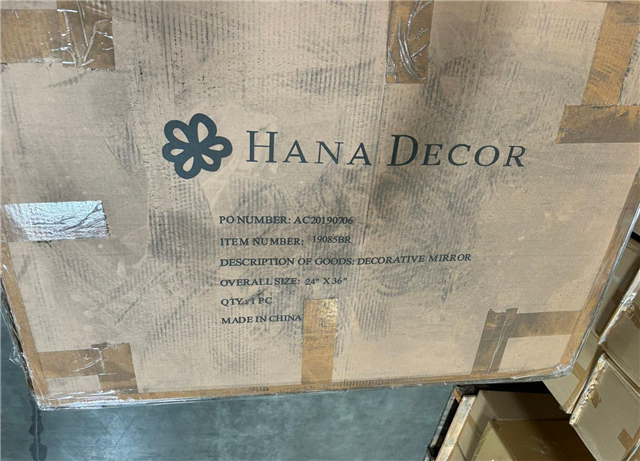 HANA DECOR
PO NUMBER: AC20190706
ITEM NUMBER: 19085BR
DESCRIPTION OF GOODS: DECORATIVE MIRROR
OVERALL SIZE: 24" X 36"
QTY.: 1 PC
MADE IN CHINA